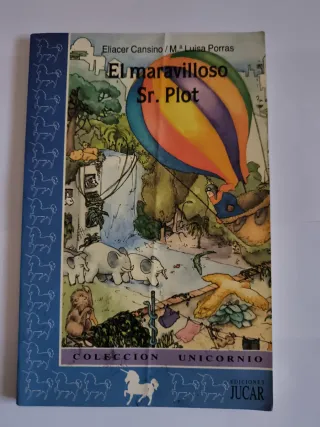 Eliacer Cansino / M.ª Luisa Porras
El maravilloso
Sr. Plot
COLECCION UNICORNIO
EDICIONES
JUCAR